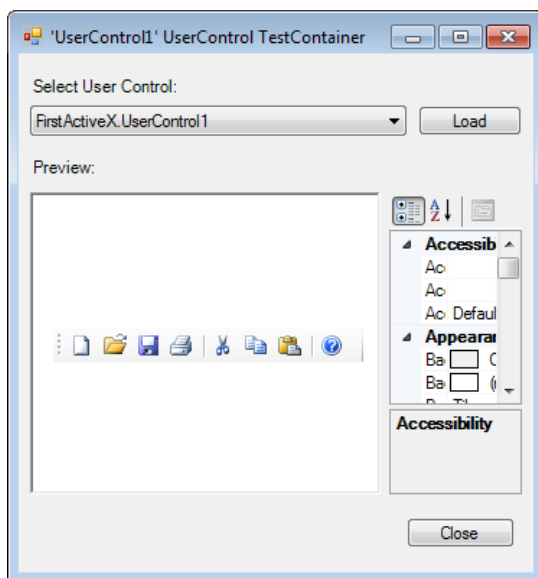 'UserControl1' UserControl TestContainer
Select User Control:
FirstActiveX.UserControl1
Load
Preview:
Accessib
Ac
Ac
Ac Defaul
Appearar
Ba C
Ba (
Accessibility
Close